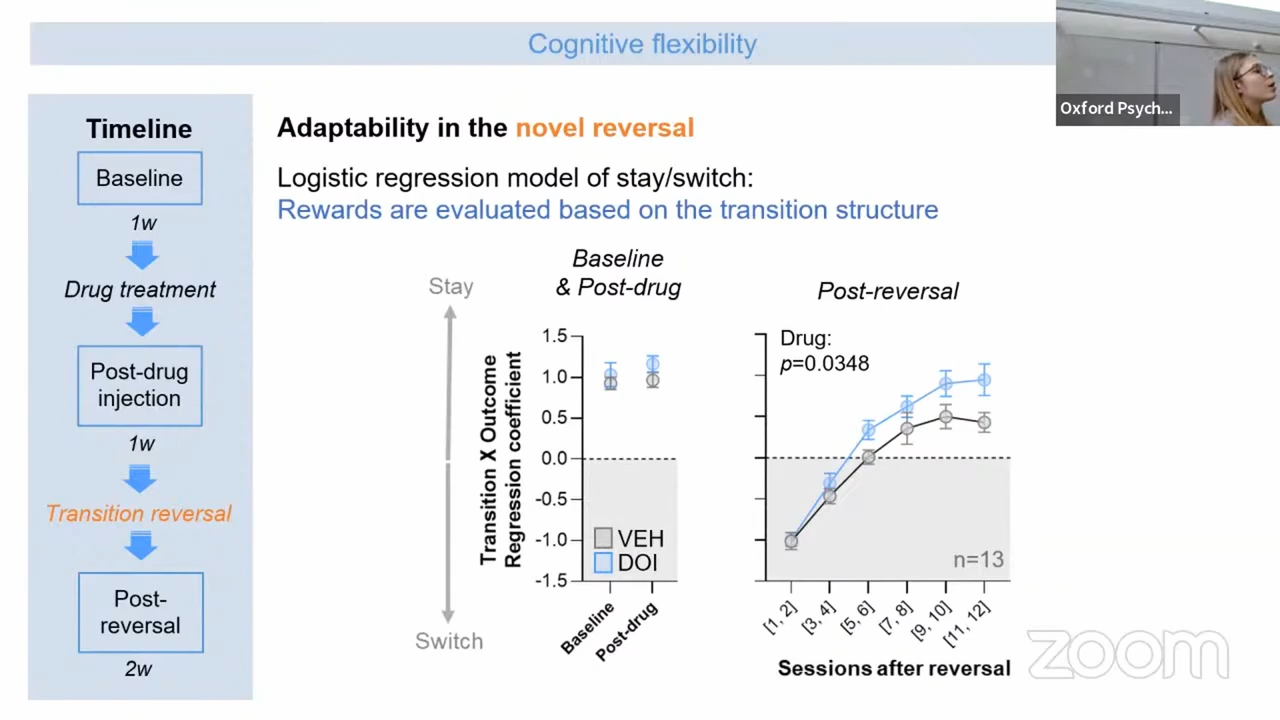 Cognitive flexibility
Oxford Psych...
Timeline
Baseline
1w
Drug treatment
Post-drug
injection
1w
Transition reversal
Post-
reversal
2w
Adaptability in the novel reversal
Logistic regression model of stay/switch:
Rewards are evaluated based on the transition structure
Stay
Switch
Baseline
& Post-drug
Transition X Outcome
Regression coefficient
1.5
1.0
0.5
0.0
-0.5
-1.0
-1.5
VEH
DOI
Baseline
Post-drug
Post-reversal
Drug:
p=0.0348
n=13
[1, 2]
[3, 4]
[5, 6]
[7, 8]
[9, 10]
[11, 12]
Sessions after reversal
zoom